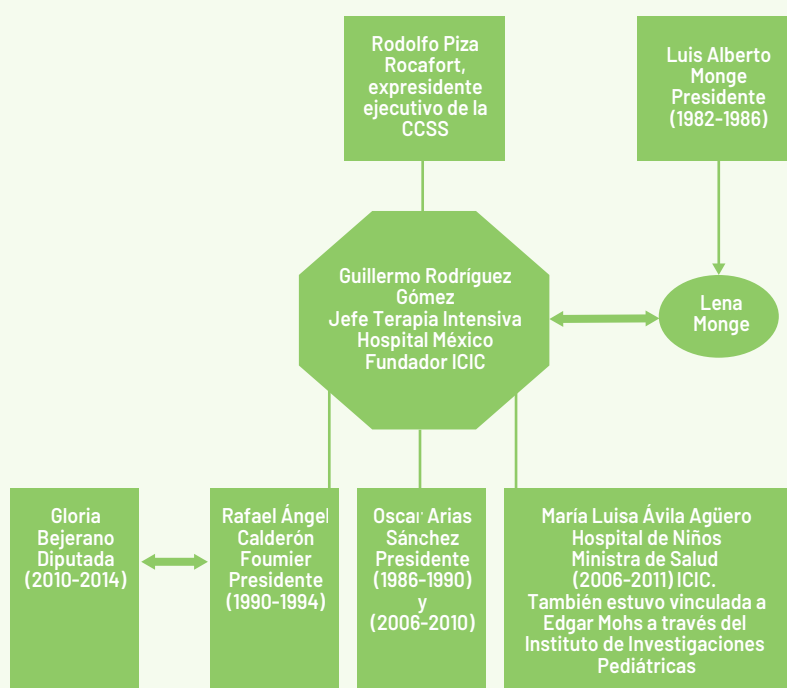 Rodolfo Piza
Rocafort,
expresidente
ejecutivo de la
CCSS
Luis Alberto
Monge
Presidente
(1982-1986)
Guillermo Rodríguez
Gómez
Jefe Terapia Intensiva
Hospital México
Fundador ICIC
Lena
Monge
Gloria
Bejerano
Diputada
(2010-2014)
Rafael Ángel
Calderón
Foumier
Presidente
(1990-1994)
Oscar Arias
Sánchez
Presidente
(1986-1990)
y
(2006-2010)
María Luisa Ávila Agüero
Hospital de Niños
Ministra de Salud
(2006-2011) ICIC.
También estuvo vinculada a
Edgar Mohs a través del
Instituto de Investigaciones
Pediátricas